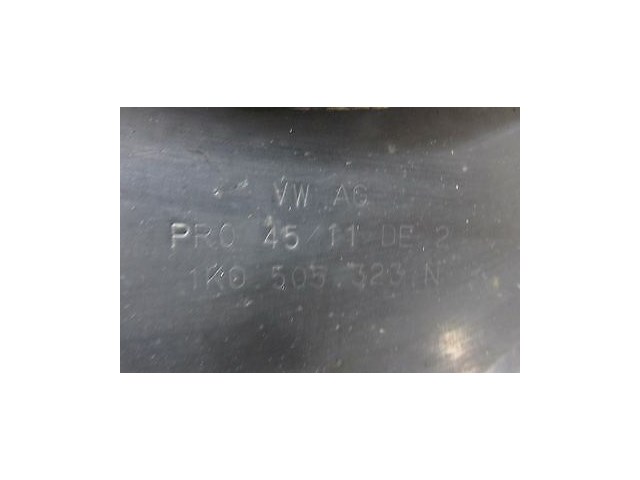 VW AG
PRO 45/11 DE 2
1K0.505.323.N